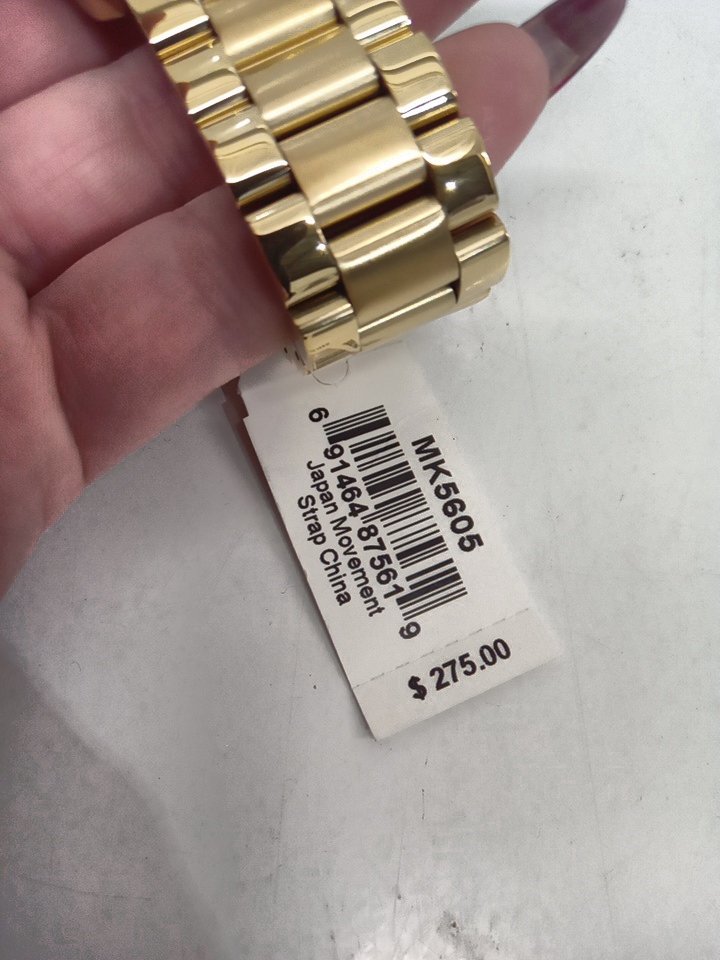 MK5605
6 91464 87561 9
Japan Movement
Strap China
$ 275.00